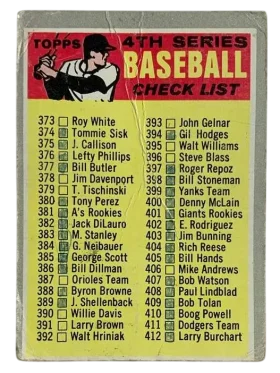 TOPPS 4TH SERIES
BASEBALL
CHECK LIST
373 Roy White
374 Tommie Sisk
375 J. Callison
376 Lefty Phillips
377 Bill Butler
378 Jim Davenport
379 T. Tischinski
380 Tony Perez
381 A's Rookies
382 Jack DiLauro
383 M. Stanley
384 G. Neibauer
385 George Scott
386 Bill Dillman
387 Orioles Team
388 Byron Browne
389 J. Shellenback
390 Willie Davis
391 Larry Brown
392 Walt Hriniak
393 John Gelnar
394 Gil Hodges
395 Walt Williams
396 Steve Blass
397 Roger Repoz
398 Bill Stoneman
399 Yanks Team
400 Denny McLain
401 Giants Rookies
402 E. Rodriguez
403 Jim Bunning
404 Rich Reese
405 Bill Hands
406 Mike Andrews
407 Bob Watson
408 Paul Lindblad
409 Bob Tolan
410 Boog Powell
411 Dodgers Team
412 Larry Burchart